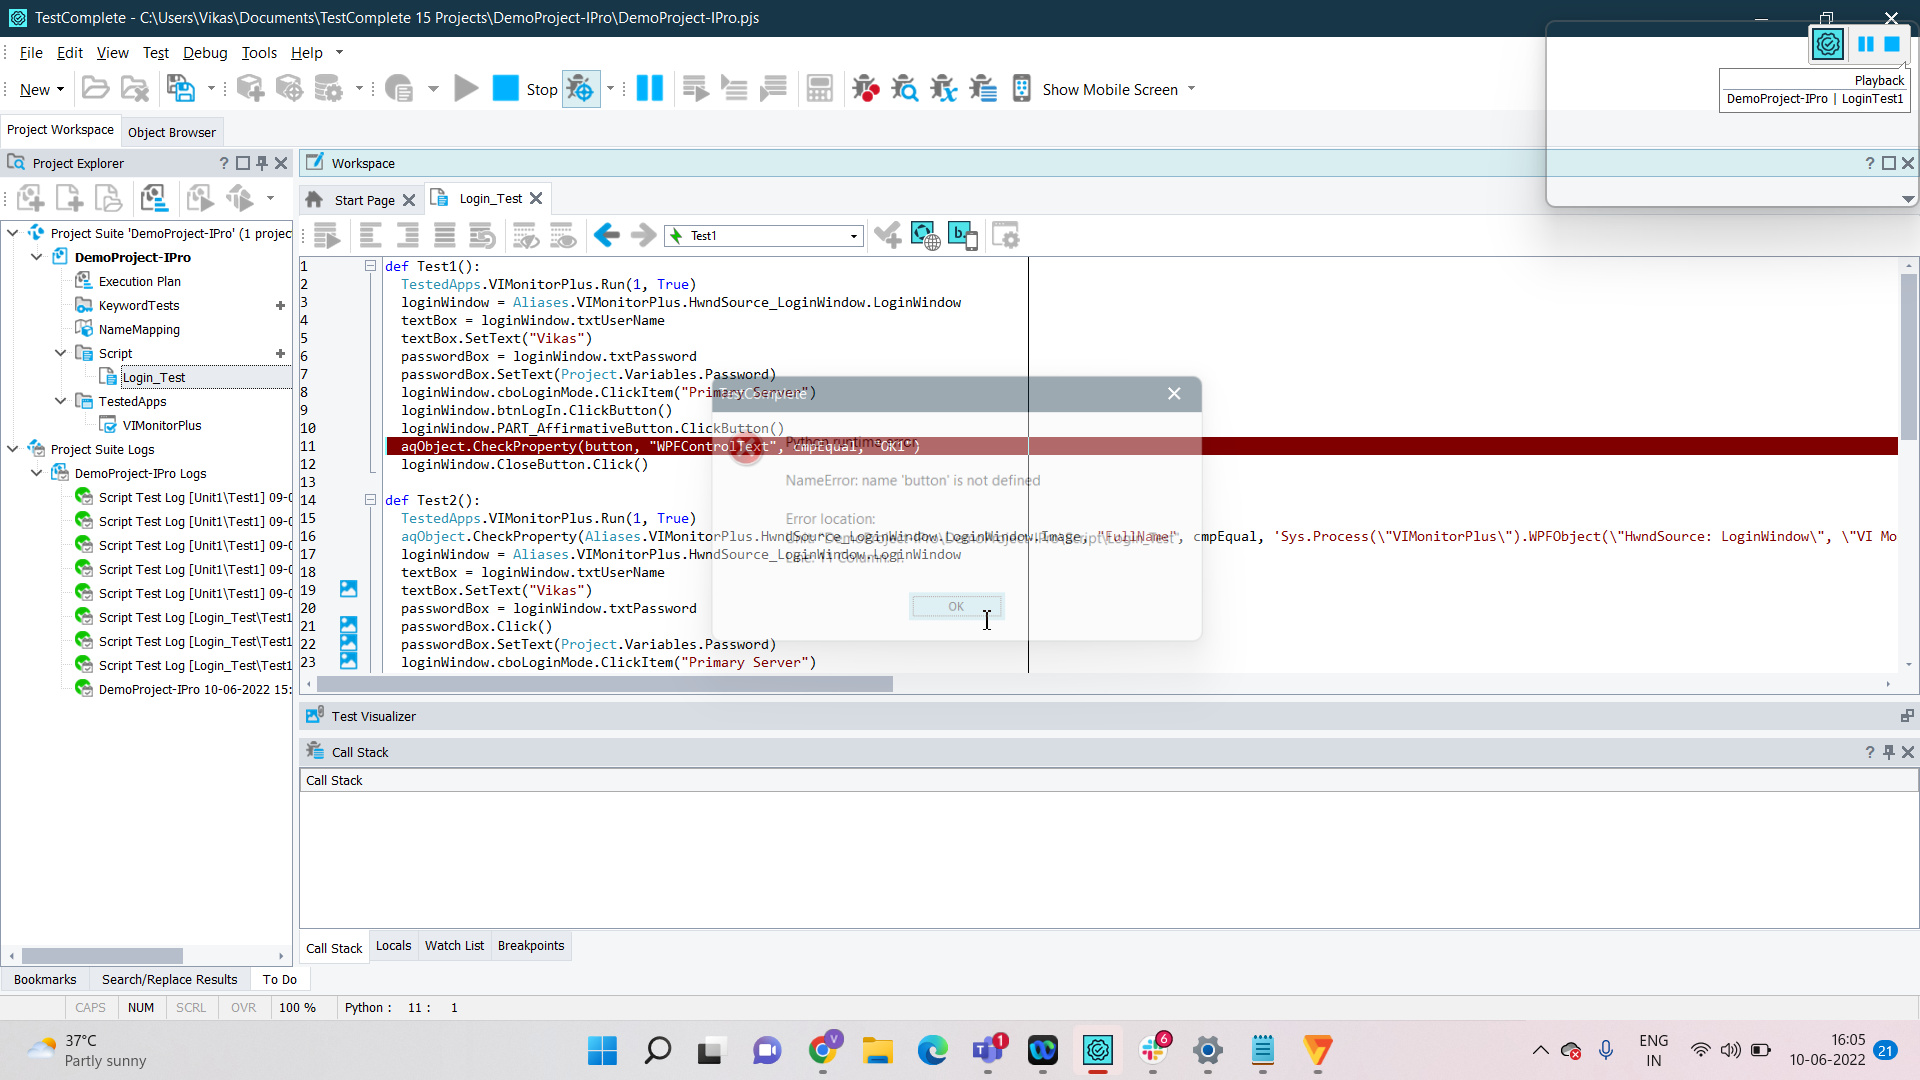 TestComplete - C:\Users\Vikas\Documents\TestComplete 15 Projects\DemoProject-IPro\DemoProject-IPro.pjs
File Edit View Test Debug Tools Help
New Stop Show Mobile Screen
Playback
DemoProject-IPro | LoginTest1
Project Workspace Object Browser
Project Explorer ?
Workspace ?
Start Page Login_Test
Test1
Project Suite 'DemoProject-IPro' (1 projec
DemoProject-IPro
Execution Plan
KeywordTests
NameMapping
Script
Login_Test
TestedApps
VIMonitorPlus
Project Suite Logs
DemoProject-IPro Logs
Script Test Log [Unit1\Test1] 09-0
Script Test Log [Unit1\Test1] 09-0
Script Test Log [Unit1\Test1] 09-0
Script Test Log [Unit1\Test1] 09-0
Script Test Log [Unit1\Test1] 09-0
Script Test Log [Login_Test\Test1
Script Test Log [Login_Test\Test1
Script Test Log [Login_Test\Test1
DemoProject-IPro 10-06-2022 15:
1 def Test1():
2 TestedApps.VIMonitorPlus.Run(1, True)
3 loginWindow = Aliases.VIMonitorPlus.HwndSource_LoginWindow.LoginWindow
4 textBox = loginWindow.txtUserName
5 textBox.SetText("Vikas")
6 passwordBox = loginWindow.txtPassword
7 passwordBox.SetText(Project.Variables.Password)
8 loginWindow.cboLoginMode.ClickItem("Primary Server")
9 loginWindow.btnLogIn.ClickButton()
10 loginWindow.PART_AffirmativeButton.ClickButton()
11 aqObject.CheckProperty(button, "WPFControlText", cmpEqual, "OK1")
12 loginWindow.CloseButton.Click()
13
14 def Test2():
15 TestedApps.VIMonitorPlus.Run(1, True)
16 aqObject.CheckProperty(Aliases.VIMonitorPlus.HwndSource_LoginWindow.LoginWindow.Image, "FullName", cmpEqual, 'Sys.Process(\"VIMonitorPlus\").WPFObject(\"HwndSource: LoginWindow\", \"VI Mo
17 loginWindow = Aliases.VIMonitorPlus.HwndSource_LoginWindow.LoginWindow
18 textBox = loginWindow.txtUserName
19 textBox.SetText("Vikas")
20 passwordBox = loginWindow.txtPassword
21 passwordBox.Click()
22 passwordBox.SetText(Project.Variables.Password)
23 loginWindow.cboLoginMode.ClickItem("Primary Server")
TestComplete
Python runtime error.
NameError: name 'button' is not defined
Error location:
Line: 11 Column: 1.
OK
Test Visualizer
Call Stack ?
Call Stack
Call Stack Locals Watch List Breakpoints
Bookmarks Search/Replace Results To Do
CAPS NUM SCRL OVR 100 % Python : 11 : 1
37°C
Partly sunny
V
1
6
ENG
IN
16:05
10-06-2022
21